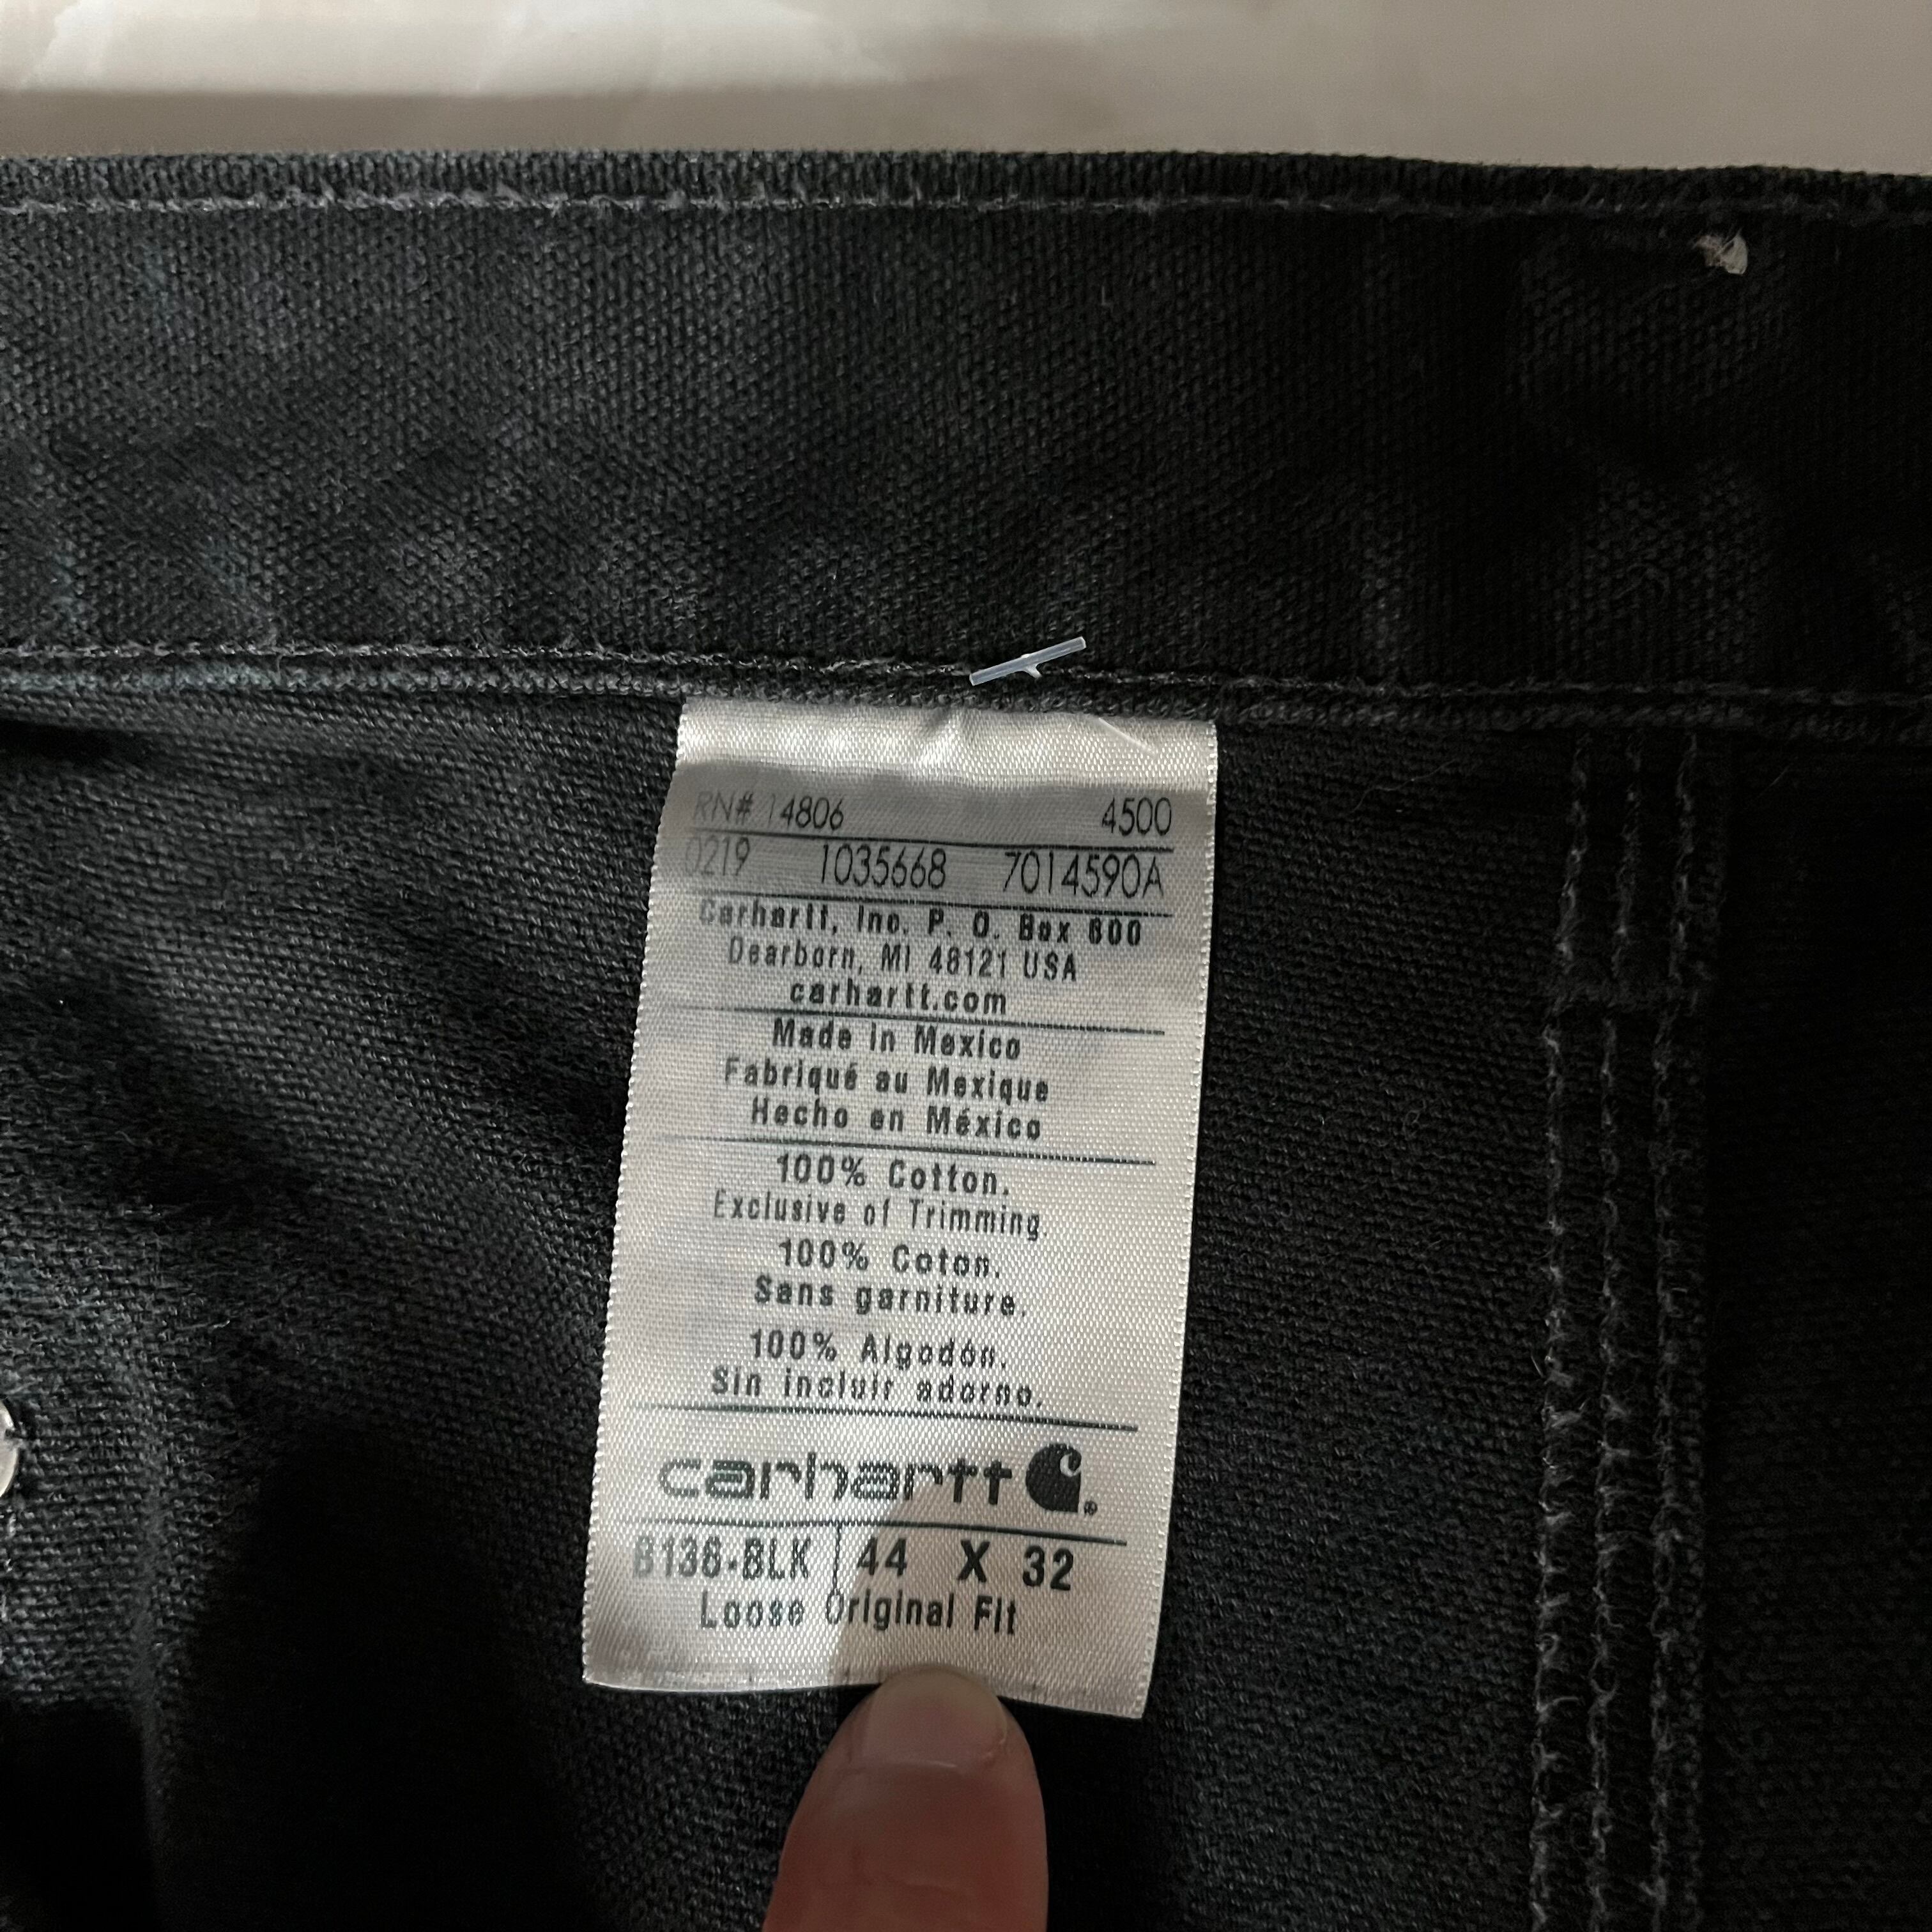 RN# 14806 4500
0219 1035668 7014590A
Carhartt, Inc. P. O. Box 600
Dearborn, MI 48121 USA
carhartt.com
Made in Mexico
Fabriqué au Mexique
Hecho en México
100% Cotton.
Exclusive of Trimming
100% Coton.
Sans garniture.
100% Algodón.
Sin incluir adorno.
carhartt
B136-BLK 44 X 32
Loose Original Fit